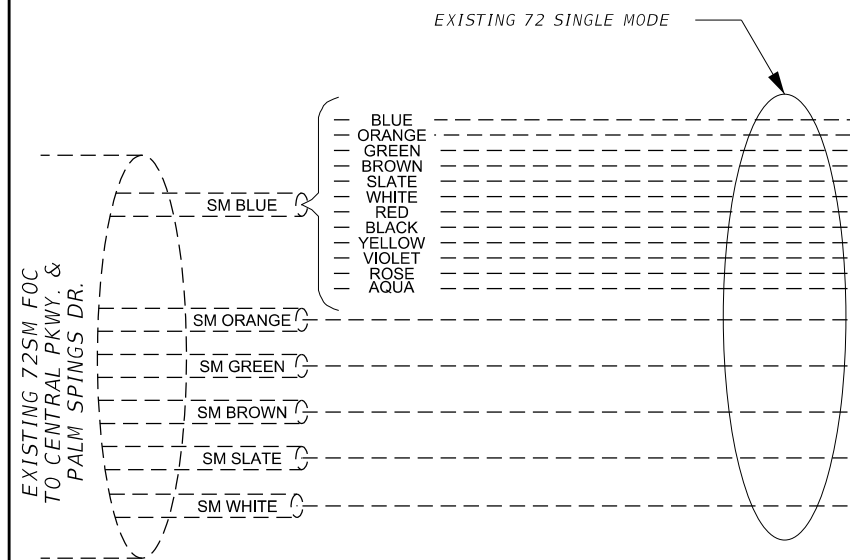 EXISTING 72 SINGLE MODE
BLUE
ORANGE
GREEN
BROWN
SLATE
WHITE
RED
BLACK
YELLOW
VIOLET
ROSE
AQUA
SM BLUE
SM ORANGE
SM GREEN
SM BROWN
SM SLATE
SM WHITE
EXISTING 72SM FOC
TO CENTRAL PKWY. &
PALM SPINGS DR.